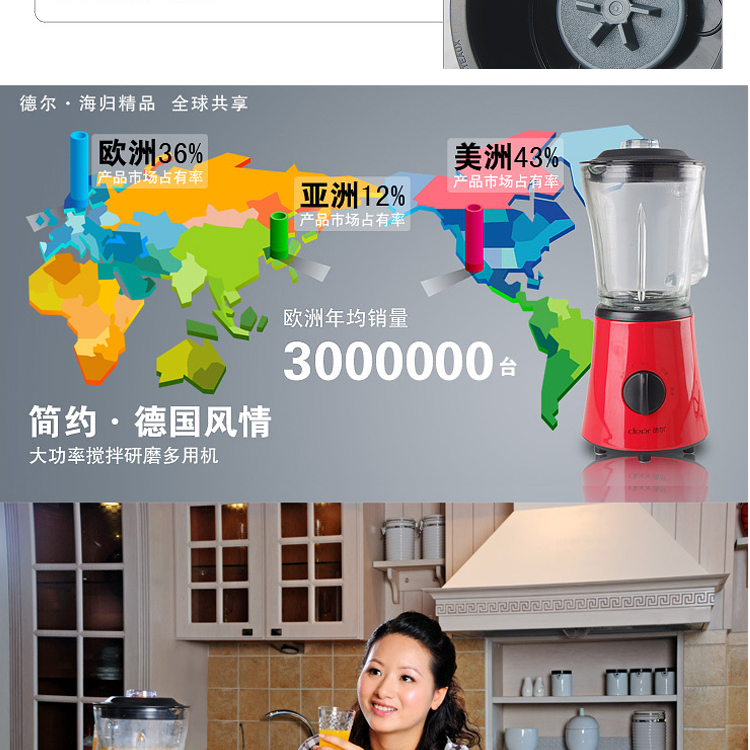 德尔·海归精品 全球共享
欧洲36%
产品市场占有率
亚洲12%
产品市场占有率
美洲43%
产品市场占有率
欧洲年均销量
3000000台
简约·德国风情
大功率搅拌研磨多用机